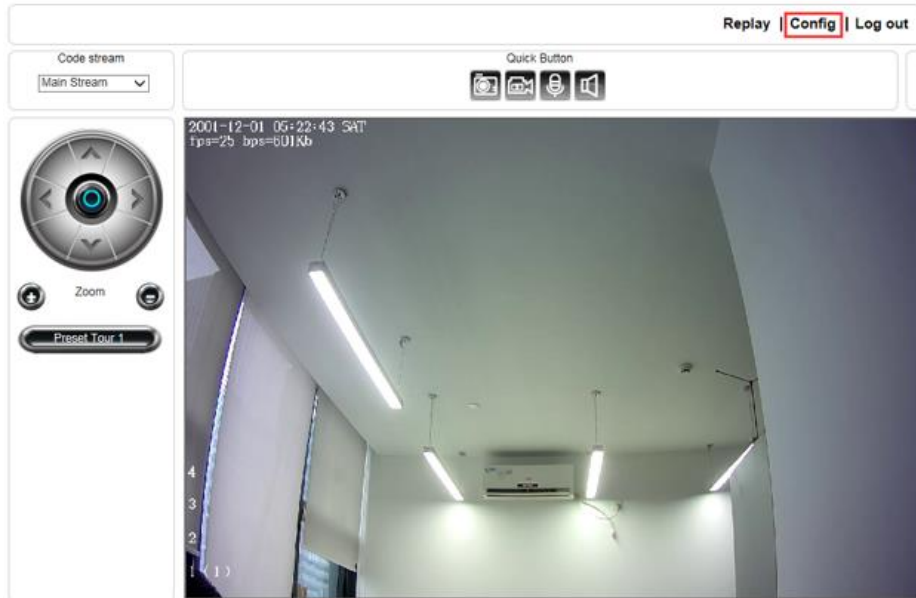 Replay | Config | Log out
Code stream
Main Stream
Quick Button
2001-12-01 05:22:43 SAT
fps=25 bps=601Kb
Zoom
Preset Tour 1
4
3
2
1 (1)